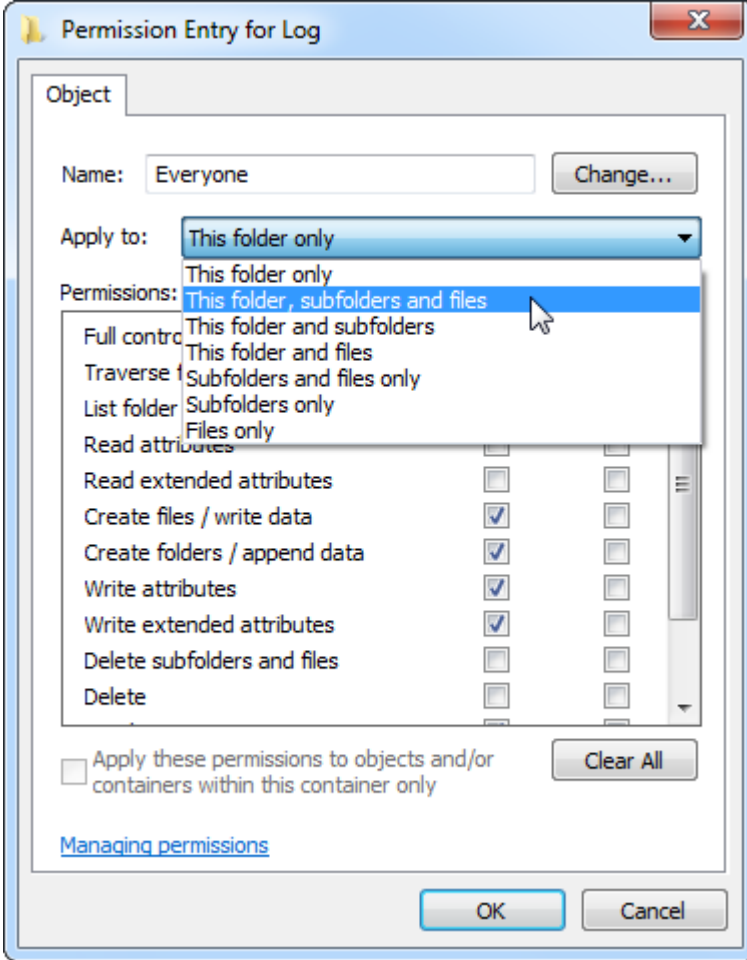 Permission Entry for Log
Object
Name: Everyone Change...
Apply to: This folder only
This folder only
Permissions: This folder, subfolders and files
This folder and subfolders
Full contro
This folder and files
Traverse f
Subfolders and files only
List folder
Subfolders only
Files only
Read attributes
Read extended attributes
Create files / write data
Create folders / append data
Write attributes
Write extended attributes
Delete subfolders and files
Delete
Apply these permissions to objects and/or
containers within this container only
Clear All
Managing permissions
OK Cancel